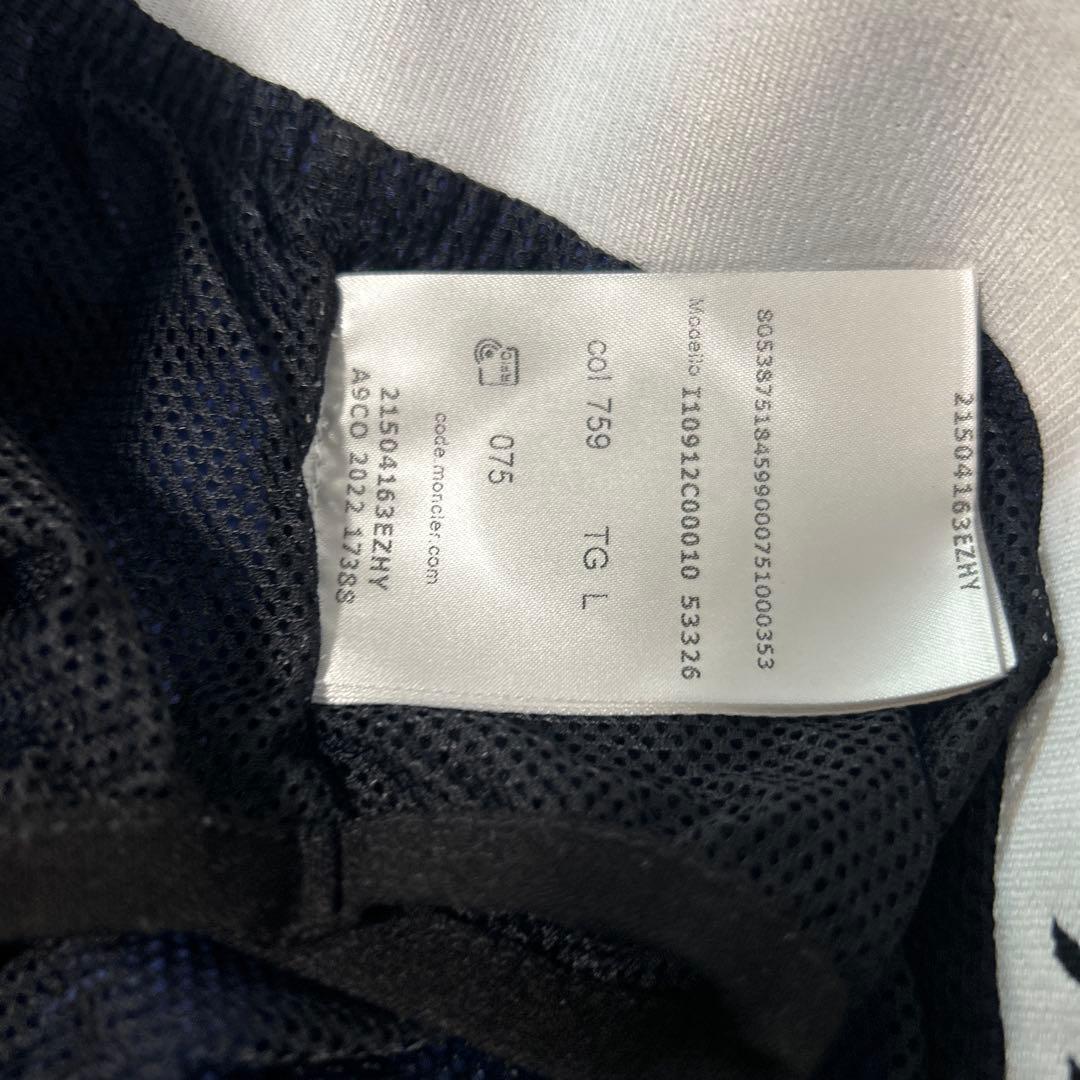 21504163EZHY
8053875184599000751000353
Modello I10912C00010 53326
col 759 TG L
075
code.moncler.com
21504163EZHY
A9CO 2022 1738S